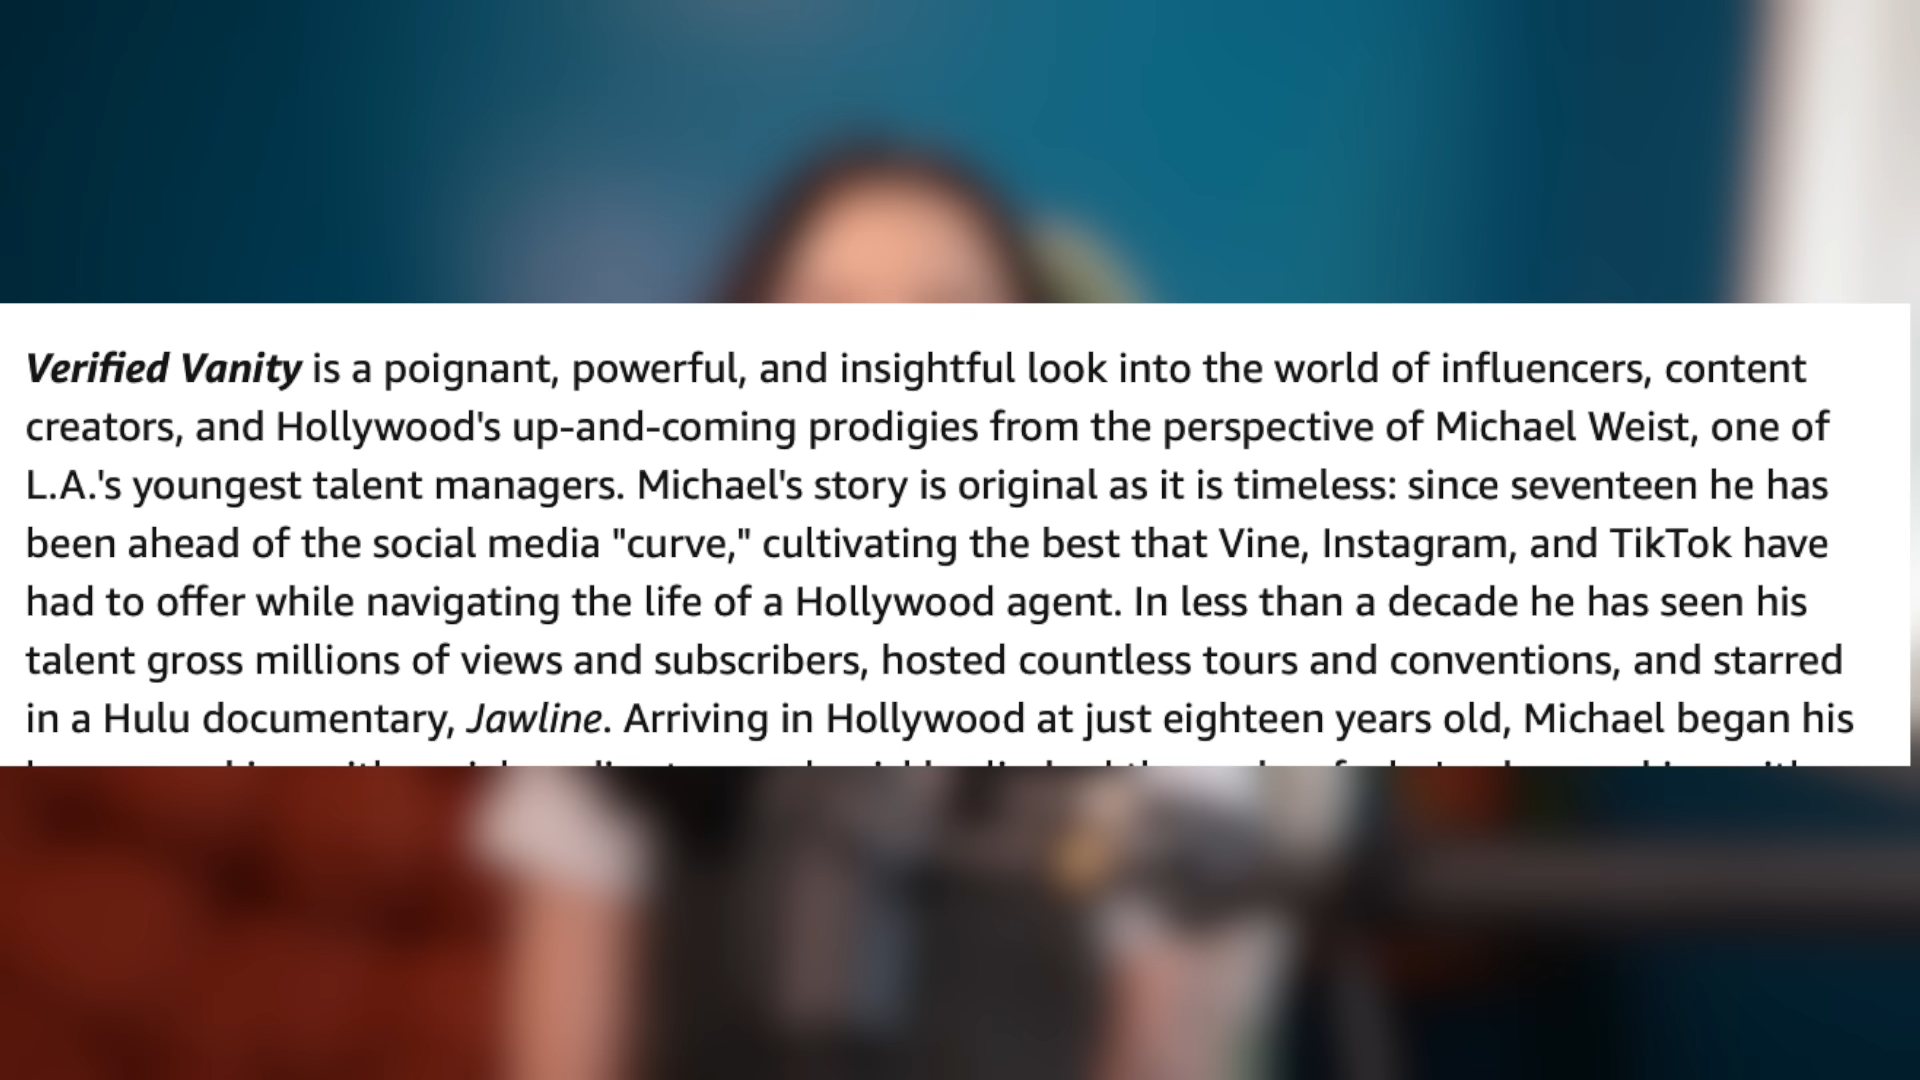 Verified Vanity is a poignant, powerful, and insightful look into the world of influencers, content
creators, and Hollywood's up-and-coming prodigies from the perspective of Michael Weist, one of
L.A.'s youngest talent managers. Michael's story is original as it is timeless: since seventeen he has
been ahead of the social media "curve," cultivating the best that Vine, Instagram, and TikTok have
had to offer while navigating the life of a Hollywood agent. In less than a decade he has seen his
talent gross millions of views and subscribers, hosted countless tours and conventions, and starred
in a Hulu documentary, Jawline. Arriving in Hollywood at just eighteen years old, Michael began his